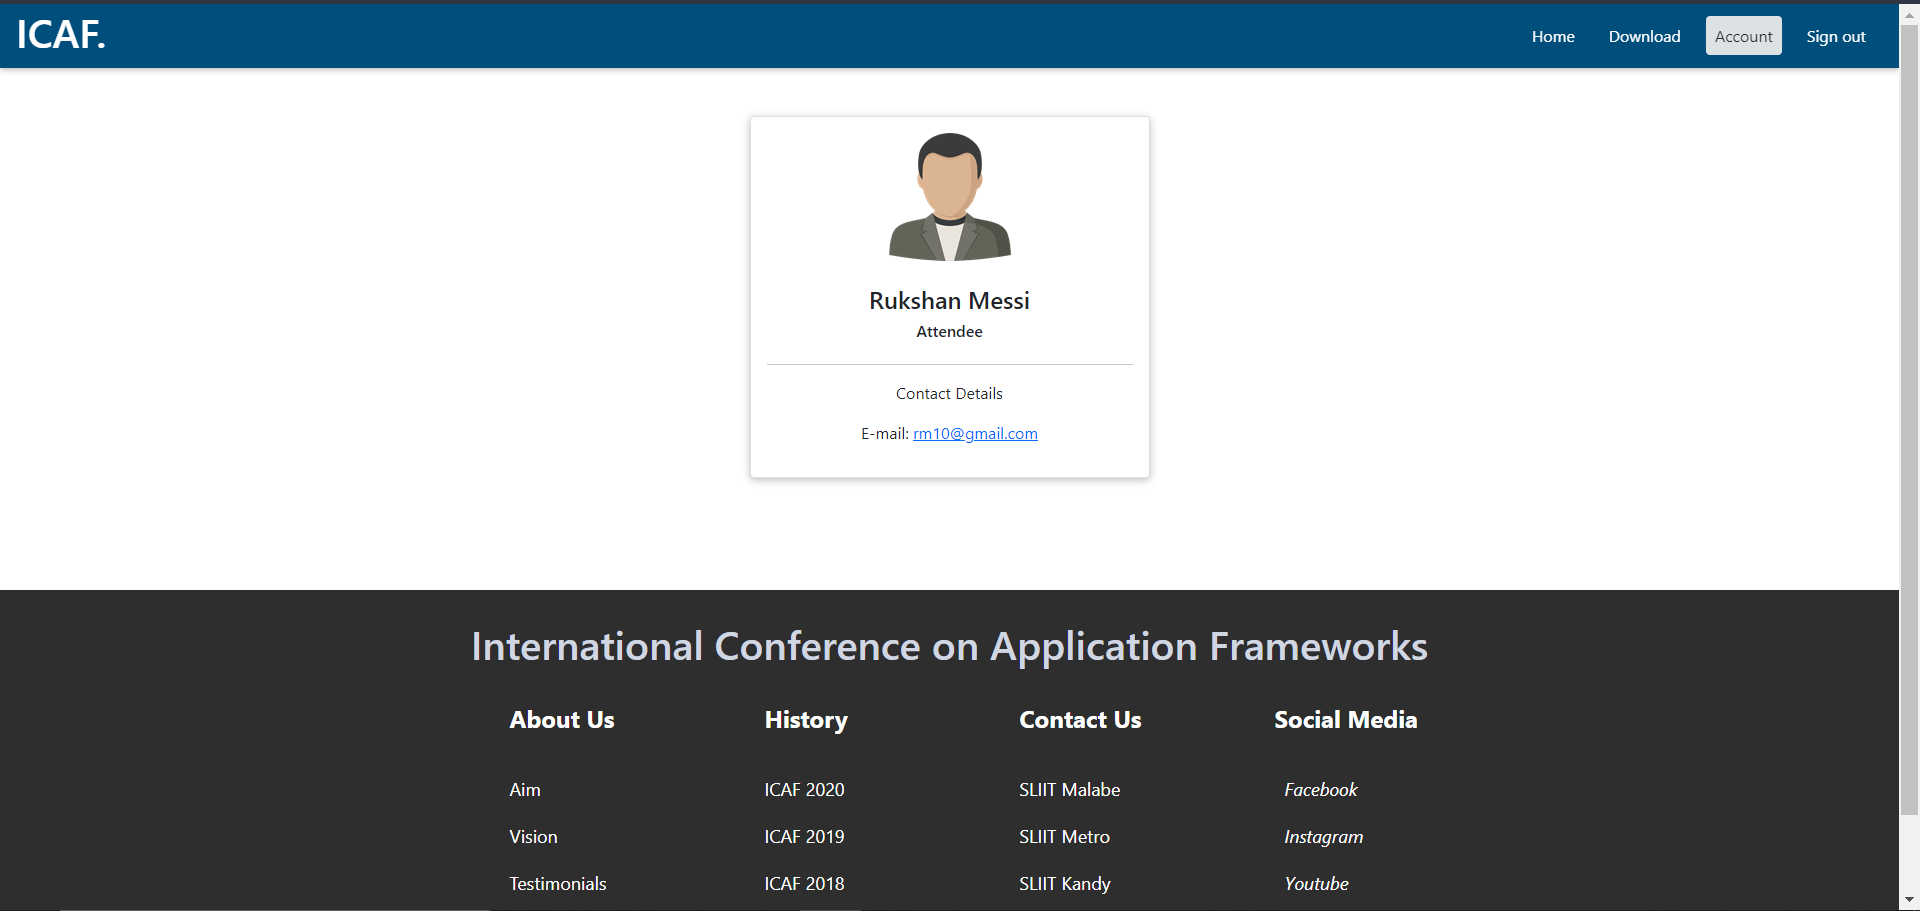 ICAF.
Home Download Account Sign out
Rukshan Messi
Attendee
Contact Details
E-mail: rm10@gmail.com
International Conference on Application Frameworks
About Us History Contact Us Social Media
Aim ICAF 2020 SLIIT Malabe Facebook
Vision ICAF 2019 SLIIT Metro Instagram
Testimonials ICAF 2018 SLIIT Kandy Youtube